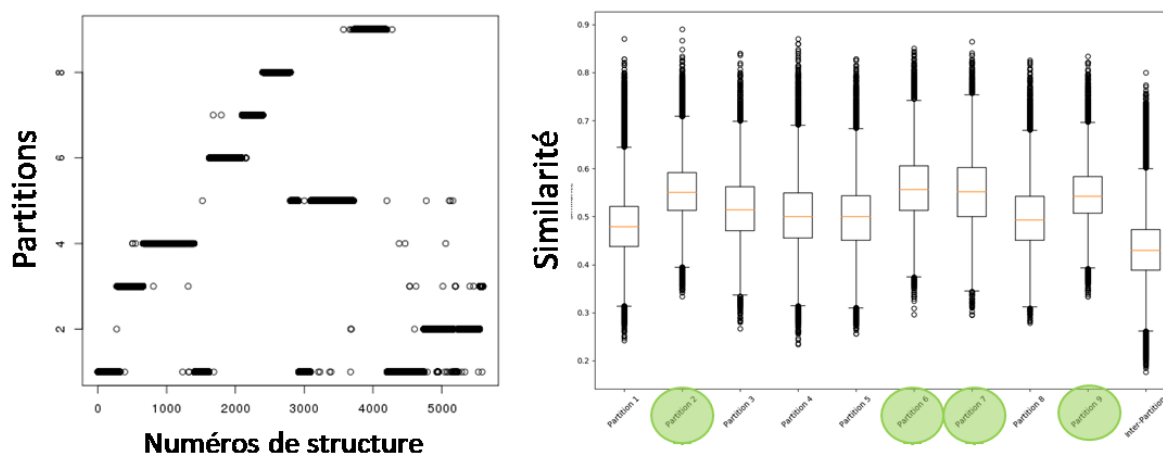 Partitions
8
6
4
2
0
1000
2000
3000
4000
5000
Numéros de structure
Similarité
0.9
0.8
0.7
0.6
0.5
0.4
0.3
0.2
Partition 1
Partition 2
Partition 3
Partition 4
Partition 5
Partition 6
Partition 7
Partition 8
Partition 9